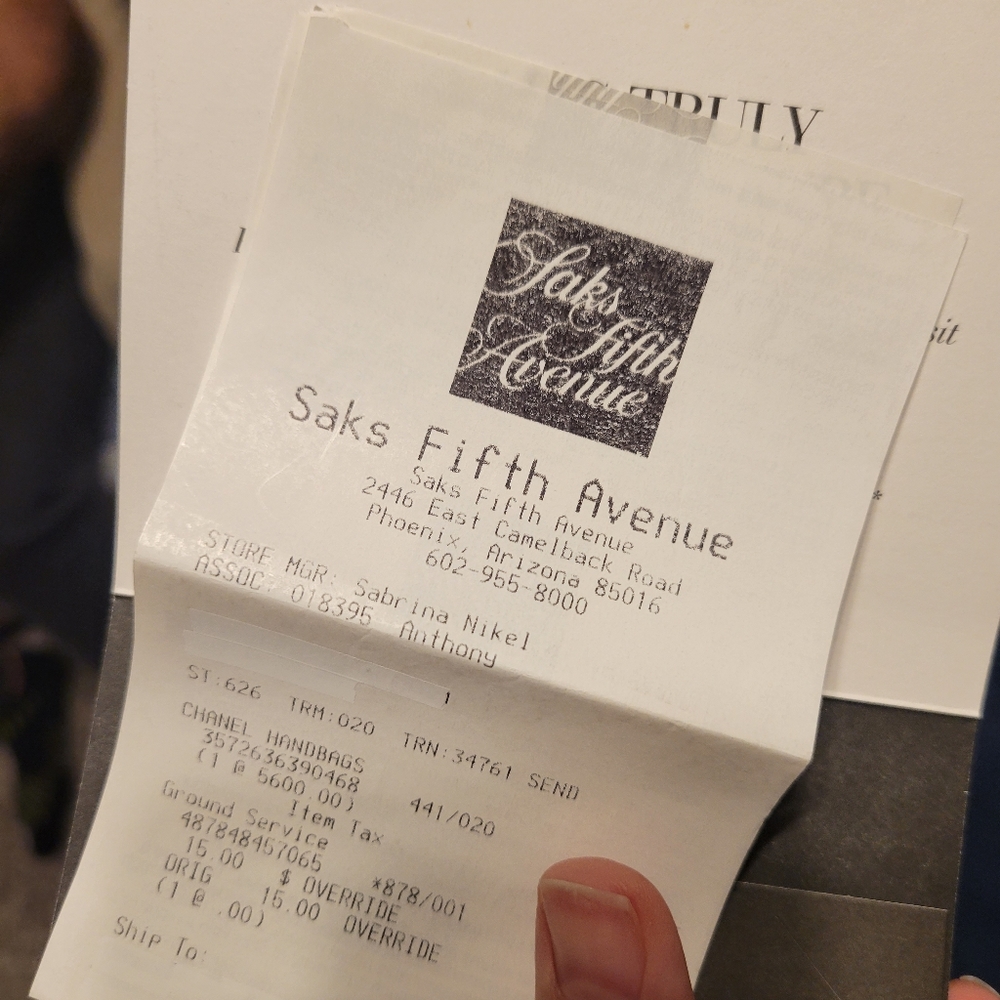 TRULY
Saks
Fifth
Avenue
sit
*
Saks Fifth Avenue
Saks Fifth Avenue
2446 East Camelback Road
Phoenix, Arizona 85016
602-955-8000
STORE MGR: Sabrina Nikel
ASSOC: 018395 Anthony
1
ST:626 TRM:020 TRN:34761 SEND
CHANEL HANDBAGS
3572636390468 441/020
(1 @ 5600.00)
Item Tax
Ground Service
487848457065 *878/001
15.00 $ OVERRIDE
ORIG 15.00 OVERRIDE
(1 @ .00)
Ship To: